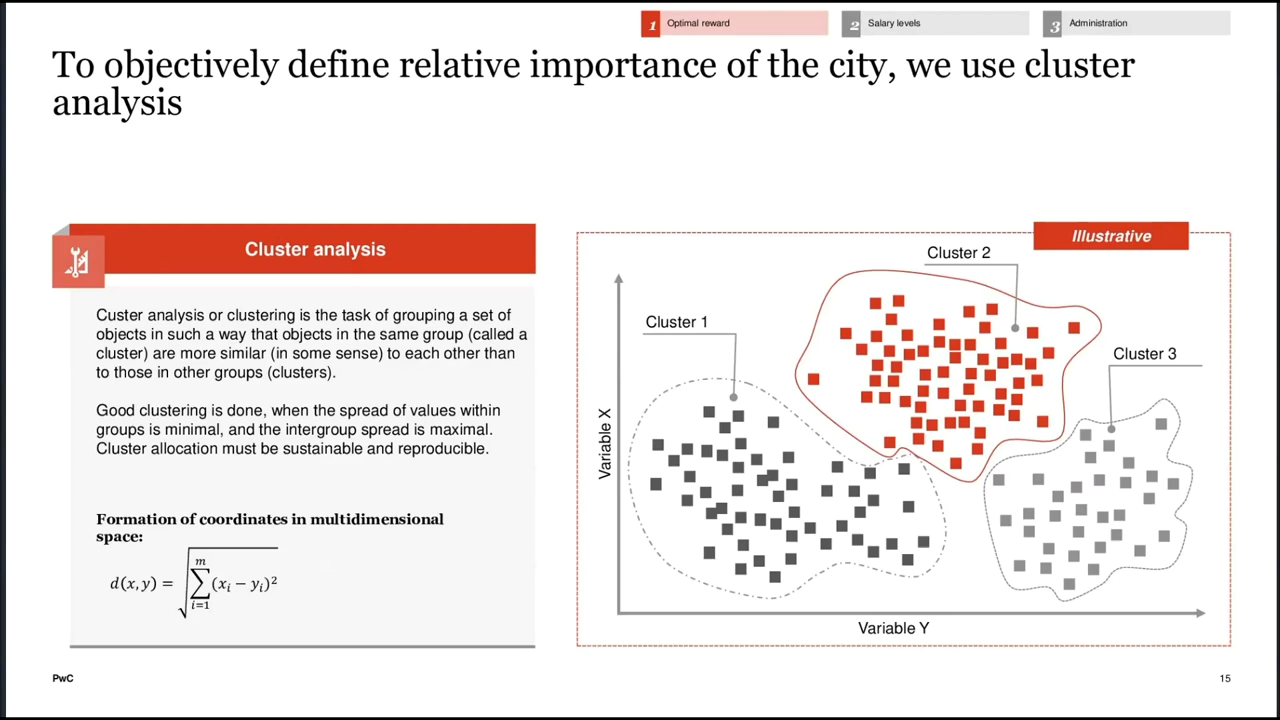 1 Optimal reward
2 Salary levels
3 Administration
To objectively define relative importance of the city, we use cluster
analysis
Cluster analysis
Custer analysis or clustering is the task of grouping a set of
objects in such a way that objects in the same group (called a
cluster) are more similar (in some sense) to each other than
to those in other groups (clusters).
Good clustering is done, when the spread of values within
groups is minimal, and the intergroup spread is maximal.
Cluster allocation must be sustainable and reproducible.
Formation of coordinates in multidimensional
space:
d(x,y) = √∑_{i=1}^{m}(x_i − y_i)²
Illustrative
Cluster 2
Cluster 1
Cluster 3
Variable X
Variable Y
PwC
15